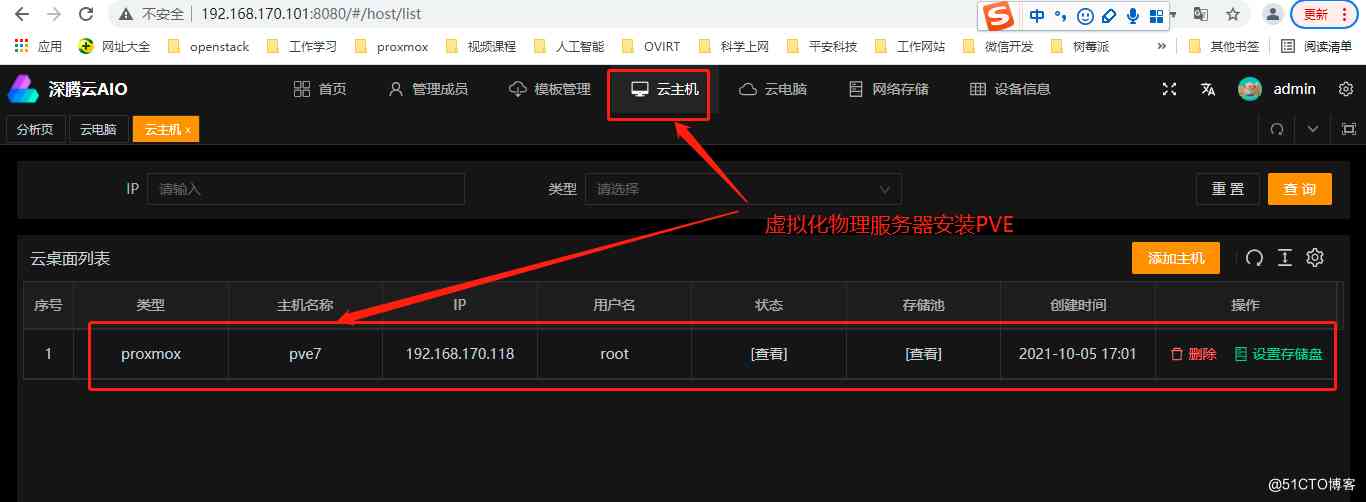 不安全 192.168.170.101:8080/#/host/list 中 更新
应用 网址大全 openstack 工作学习 proxmox 视频课程 人工智能 OVIRT 科学上网 平安科技 工作网站 微信开发 树莓派 » 其他书签 阅读清单
深腾云AIO 首页 管理成员 模板管理 云主机 云电脑 网络存储 设备信息 admin
分析页 云电脑 云主机 x
IP 请输入 类型 请选择 重 置 查 询
虚拟化物理服务器安装PVE
云桌面列表 添加主机
序号 类型 主机名称 IP 用户名 状态 存储池 创建时间 操作
1 proxmox pve7 192.168.170.118 root [查看] [查看] 2021-10-05 17:01 删除 设置存储盘
@51CTO博客